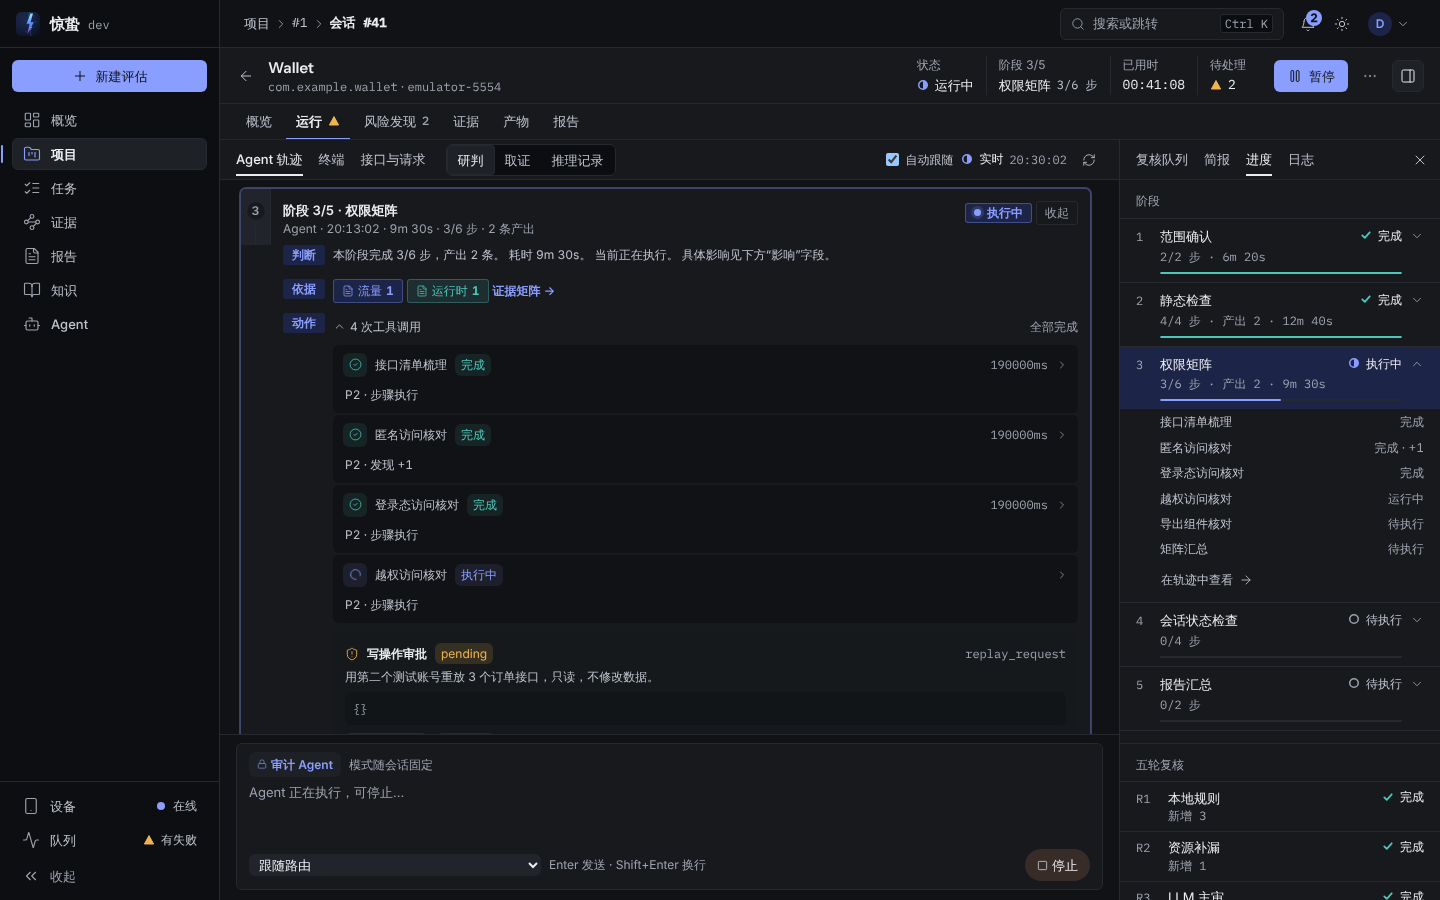 惊蛰 dev
项目 > #1 > 会话 #41
搜索或跳转 Ctrl K
2
D
新建评估
概览
项目
任务
证据
报告
知识
Agent
设备 在线
队列 有失败
收起
Wallet
com.example.wallet · emulator-5554
状态
运行中
阶段 3/5
权限矩阵 3/6 步
已用时
00:41:08
待处理
2
暂停
概览 运行 风险发现 2 证据 产物 报告
Agent 轨迹 终端 接口与请求 研判 取证 推理记录
自动跟随 实时 20:30:02
3
阶段 3/5 · 权限矩阵
执行中 收起
Agent · 20:13:02 · 9m 30s · 3/6 步 · 2 条产出
判断 本阶段完成 3/6 步，产出 2 条。 耗时 9m 30s。 当前正在执行。 具体影响见下方“影响”字段。
依据 流量 1 运行时 1 证据矩阵 →
动作 4 次工具调用 全部完成
接口清单梳理 完成 190000ms
P2 · 步骤执行
匿名访问核对 完成 190000ms
P2 · 发现 +1
登录态访问核对 完成 190000ms
P2 · 步骤执行
越权访问核对 执行中
P2 · 步骤执行
写操作审批 pending replay_request
用第二个测试账号重放 3 个订单接口，只读，不修改数据。
{}
审计 Agent 模式随会话固定
Agent 正在执行，可停止...
跟随路由 Enter 发送 · Shift+Enter 换行
停止
复核队列 简报 进度 日志
阶段
1 范围确认 完成
2/2 步 · 6m 20s
2 静态检查 完成
4/4 步 · 产出 2 · 12m 40s
3 权限矩阵 执行中
3/6 步 · 产出 2 · 9m 30s
接口清单梳理 完成
匿名访问核对 完成 · +1
登录态访问核对 完成
越权访问核对 运行中
导出组件核对 待执行
矩阵汇总 待执行
在轨迹中查看 →
4 会话状态检查 待执行
0/4 步
5 报告汇总 待执行
0/2 步
五轮复核
R1 本地规则 完成
新增 3
R2 资源补漏 完成
新增 1
R3 LLM 主审 完成